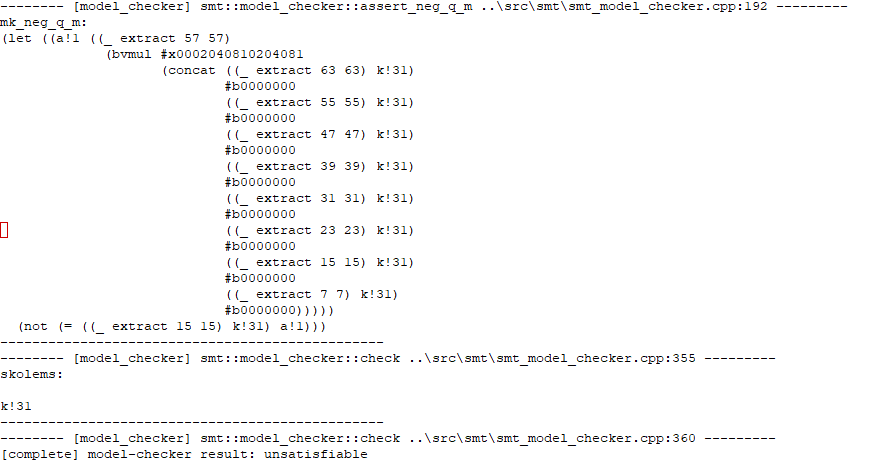 -------- [model_checker] smt::model_checker::assert_neg_q_m ..\src\smt\smt_model_checker.cpp:192 ---------
mk_neg_q_m:
(let ((a!1 ((_ extract 57 57)
             (bvmul #x0002040810204081
                    (concat ((_ extract 63 63) k!31)
                            #b0000000
                            ((_ extract 55 55) k!31)
                            #b0000000
                            ((_ extract 47 47) k!31)
                            #b0000000
                            ((_ extract 39 39) k!31)
                            #b0000000
                            ((_ extract 31 31) k!31)
                            #b0000000
                            ((_ extract 23 23) k!31)
                            #b0000000
                            ((_ extract 15 15) k!31)
                            #b0000000
                            ((_ extract 7 7) k!31)
                            #b0000000)))))
  (not (= ((_ extract 15 15) k!31) a!1)))
------------------------------------------------
-------- [model_checker] smt::model_checker::check ..\src\smt\smt_model_checker.cpp:355 ---------
skolems:
k!31
------------------------------------------------
-------- [model_checker] smt::model_checker::check ..\src\smt\smt_model_checker.cpp:360 ---------
[complete] model-checker result: unsatisfiable